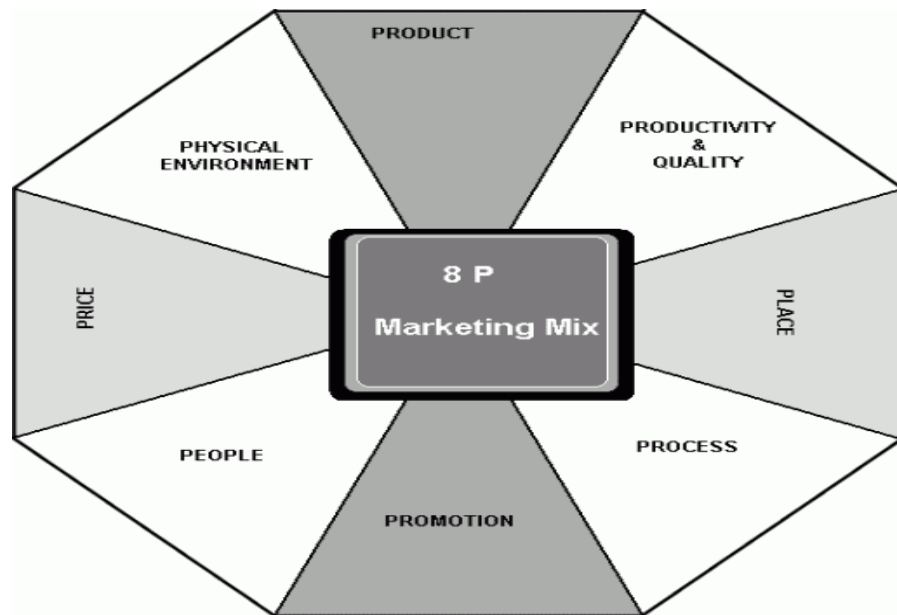 PRODUCT
PHYSICAL
ENVIRONMENT
PRODUCTIVITY
&
QUALITY
8 P
Marketing Mix
PRICE
PLACE
PEOPLE
PROCESS
PROMOTION